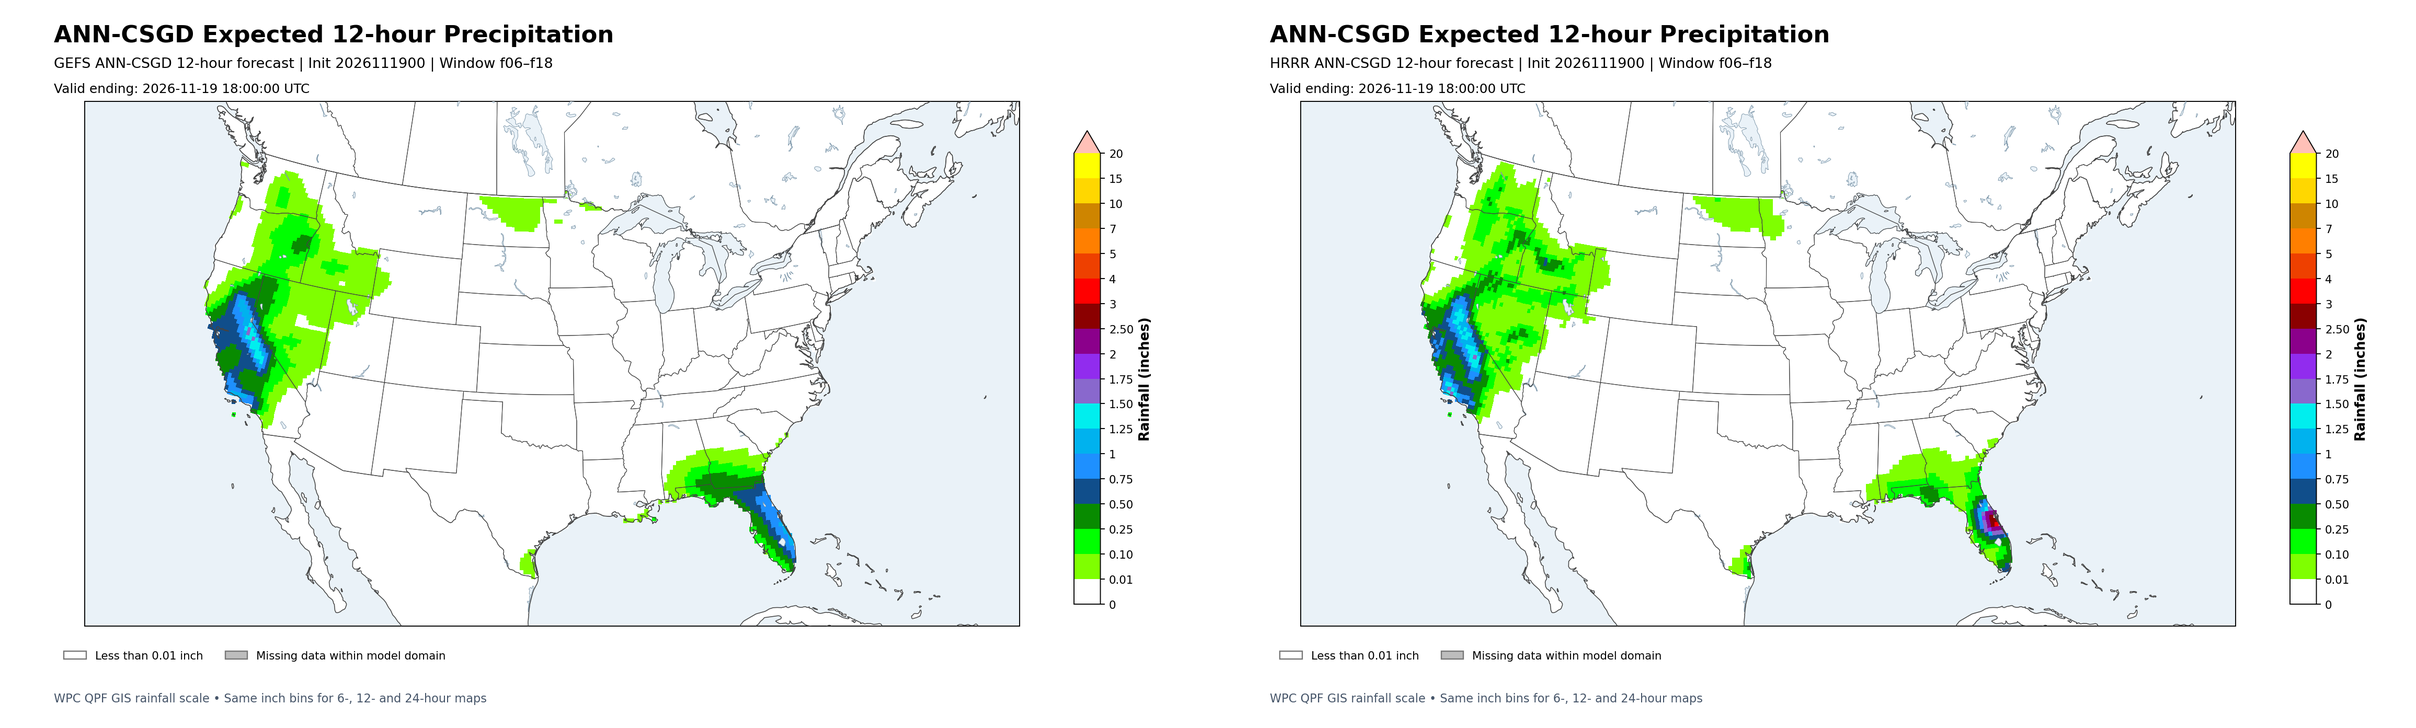 ANN-CSGD Expected 12-hour Precipitation
GEFS ANN-CSGD 12-hour forecast | Init 2026111900 | Window f06–f18
Valid ending: 2026-11-19 18:00:00 UTC
20
15
10
7
5
4
3
2.50
2
1.75
1.50
1.25
1
0.75
0.50
0.25
0.10
0.01
0
Rainfall (inches)
Less than 0.01 inch
Missing data within model domain
WPC QPF GIS rainfall scale • Same inch bins for 6-, 12- and 24-hour maps
ANN-CSGD Expected 12-hour Precipitation
HRRR ANN-CSGD 12-hour forecast | Init 2026111900 | Window f06–f18
Valid ending: 2026-11-19 18:00:00 UTC
20
15
10
7
5
4
3
2.50
2
1.75
1.50
1.25
1
0.75
0.50
0.25
0.10
0.01
0
Rainfall (inches)
Less than 0.01 inch
Missing data within model domain
WPC QPF GIS rainfall scale • Same inch bins for 6-, 12- and 24-hour maps